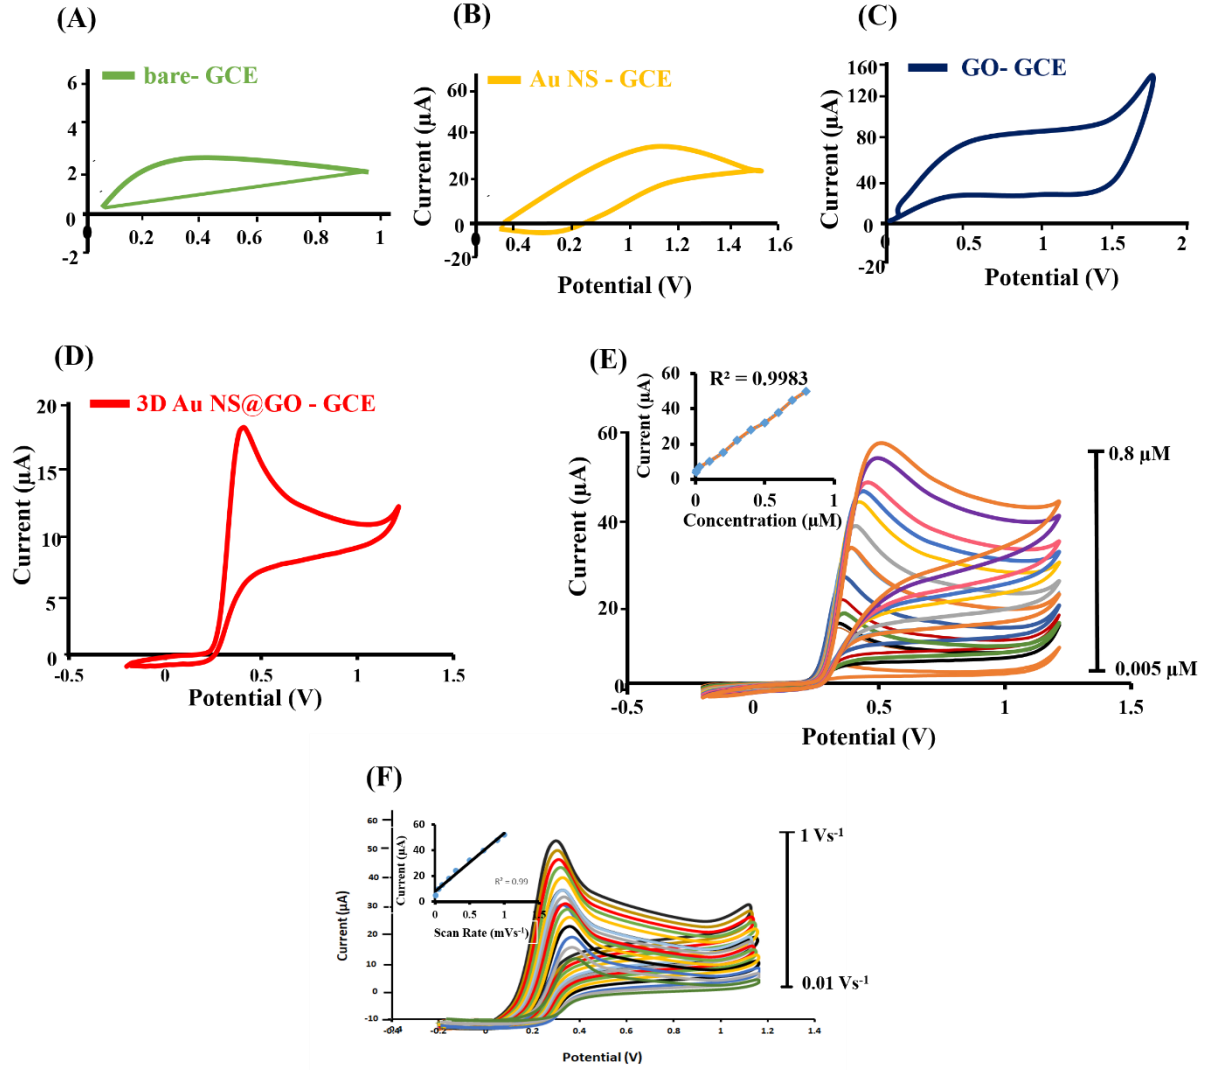 (A)
bare- GCE
6
4
2
0
0
-2
0.2
0.4
0.6
0.8
1
(B)
Au NS - GCE
Current (µA)
60
40
20
0
-20
0
0.4
0.2
1
1.2
1.4
1.6
Potential (V)
(C)
GO- GCE
Current (µA)
160
120
80
40
0
-20
0
0.5
1
1.5
2
Potential (V)
(D)
3D Au NS@GO - GCE
Current (µA)
20
15
10
5
0
-0.5
0
0.5
1
1.5
Potential (V)
(E)
R² = 0.9983
Current (µA)
60
40
20
0
0
0.5
1
Concentration (µM)
Current (µA)
60
40
20
0
-0.5
0
0.5
1
1.5
Potential (V)
0.8 µM
0.005 µM
(F)
Current (µA)
60
40
20
0
0
0.5
1
R² = 0.99
Scan Rate (mVs⁻¹)
Current (µA)
60
50
40
30
20
10
0
-10
-0.2
0
0.2
0.4
0.6
0.8
1
1.2
1.4
Potential (V)
1 Vs⁻¹
0.01 Vs⁻¹